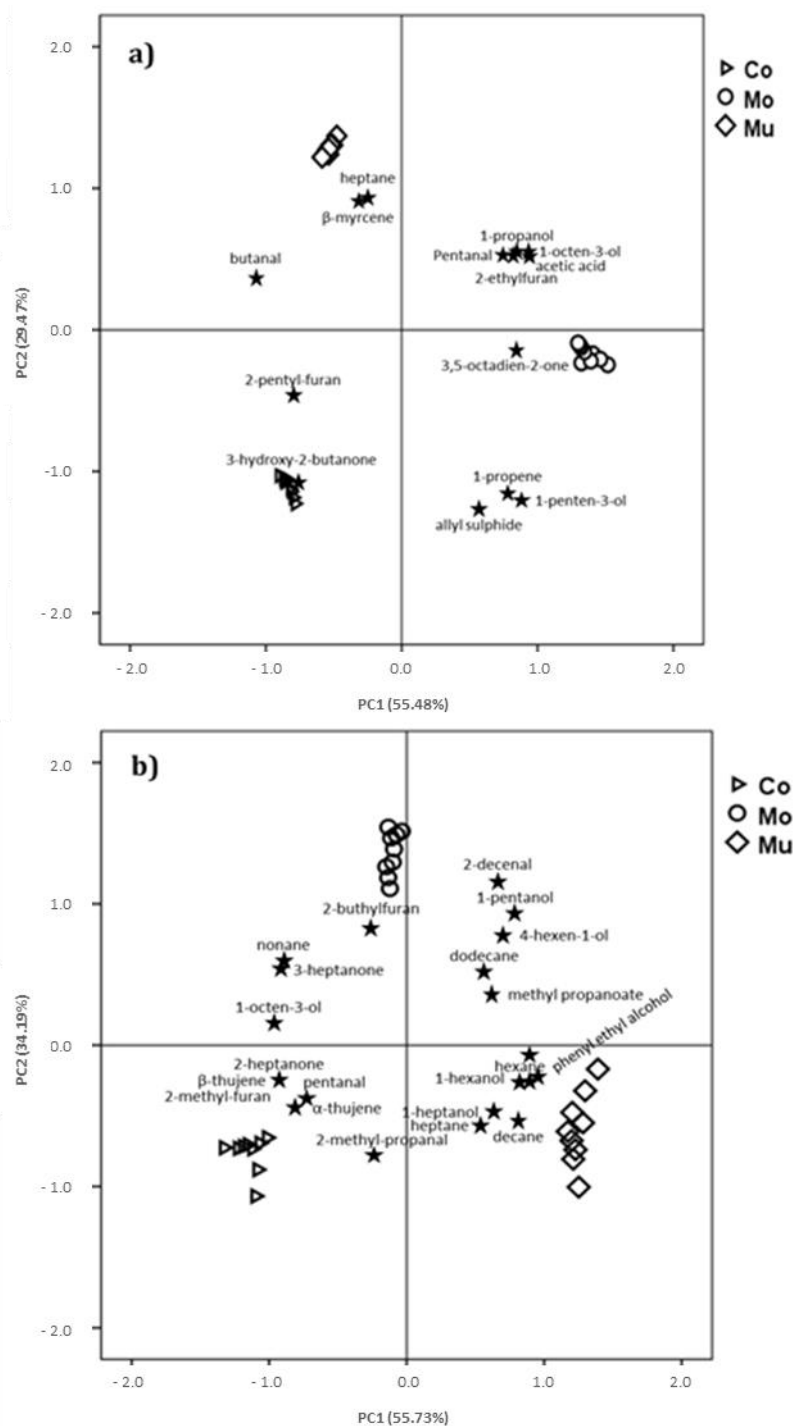 a)
Co
Mo
Mu
2.0
1.0
0.0
- 1.0
- 2.0
PC2 (29.47%)
heptane
β-myrcene
butanal
1-propanol
Pentanal
1-octen-3-ol
acetic acid
2-ethylfuran
3,5-octadien-2-one
2-pentyl-furan
3-hydroxy-2-butanone
1-propene
1-penten-3-ol
allyl sulphide
- 2.0 - 1.0 0.0 1.0 2.0
PC1 (55.48%)
b)
Co
Mo
Mu
2.0
1.0
0.0
- 1.0
- 2.0
PC2 (34.19%)
2-decenal
1-pentanol
2-buthylfuran
4-hexen-1-ol
nonane
3-heptanone
dodecane
methyl propanoate
1-octen-3-ol
phenyl ethyl alcohol
2-heptanone
hexane
β-thujene
pentanal
1-hexanol
2-methyl-furan
α-thujene
1-heptanol
heptane
decane
2-methyl-propanal
- 2.0 - 1.0 0.0 1.0 2.0
PC1 (55.73%)